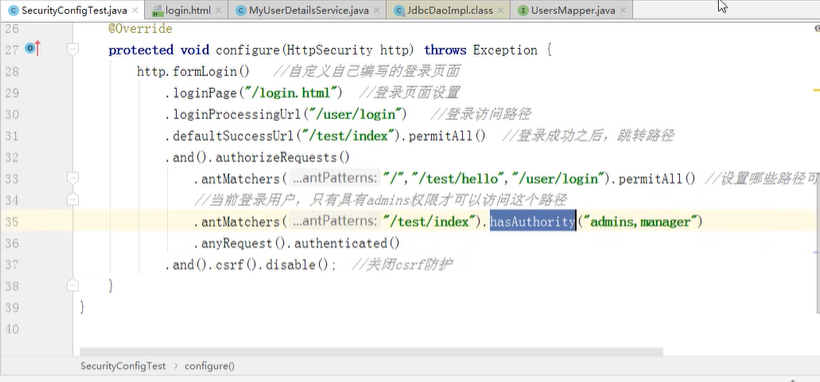 SecurityConfigTest.java × login.html × MyUserDetailsService.java × JdbcDaoImpl.class × UsersMapper.java ×
26 @Override
27 protected void configure(HttpSecurity http) throws Exception {
28 http.formLogin() //自定义自己编写的登录页面
29 .loginPage("/login.html") //登录页面设置
30 .loginProcessingUrl("/user/login") //登录访问路径
31 .defaultSuccessUrl("/test/index").permitAll() //登录成功之后，跳转路径
32 .and().authorizeRequests()
33 .antMatchers( ...antPatterns: "/","/test/hello","/user/login").permitAll() //设置哪些路径可
34 //当前登录用户，只有具有admins权限才可以访问这个路径
35 .antMatchers( ...antPatterns: "/test/index").hasAuthority("admins,manager")
36 .anyRequest().authenticated()
37 .and().csrf().disable(); //关闭csrf防护
38 }
39 }
40
SecurityConfigTest › configure()